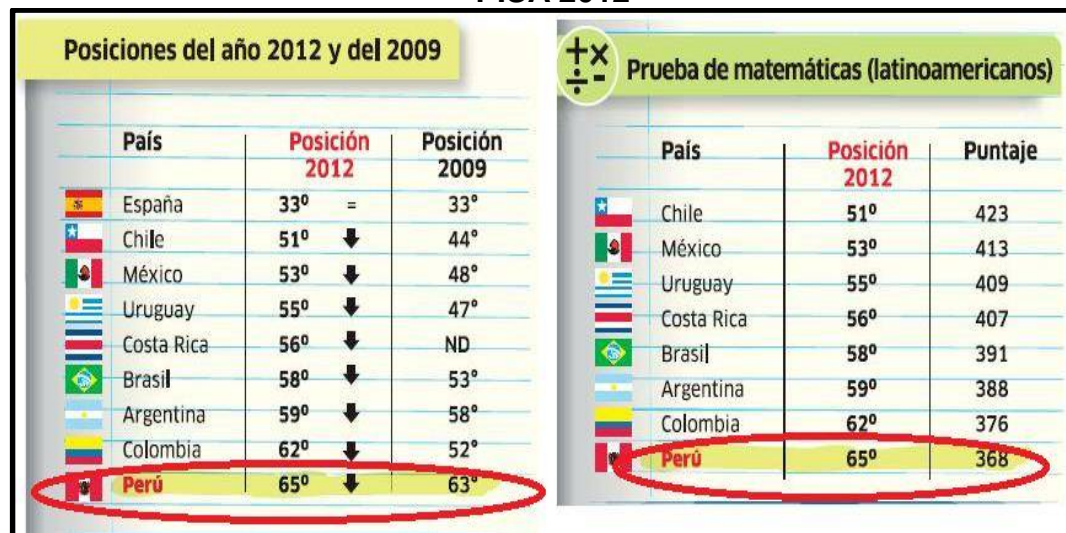 PISA 2012
Posiciones del año 2012 y del 2009
País Posición 2012 Posición 2009
España 33º = 33°
Chile 51º 44°
México 53º 48°
Uruguay 55º 47°
Costa Rica 56º ND
Brasil 58º 53°
Argentina 59º 58°
Colombia 62º 52°
Perú 65º 63°
Prueba de matemáticas (latinoamericanos)
País Posición 2012 Puntaje
Chile 51º 423
México 53º 413
Uruguay 55º 409
Costa Rica 56º 407
Brasil 58º 391
Argentina 59º 388
Colombia 62º 376
Perú 65º 368